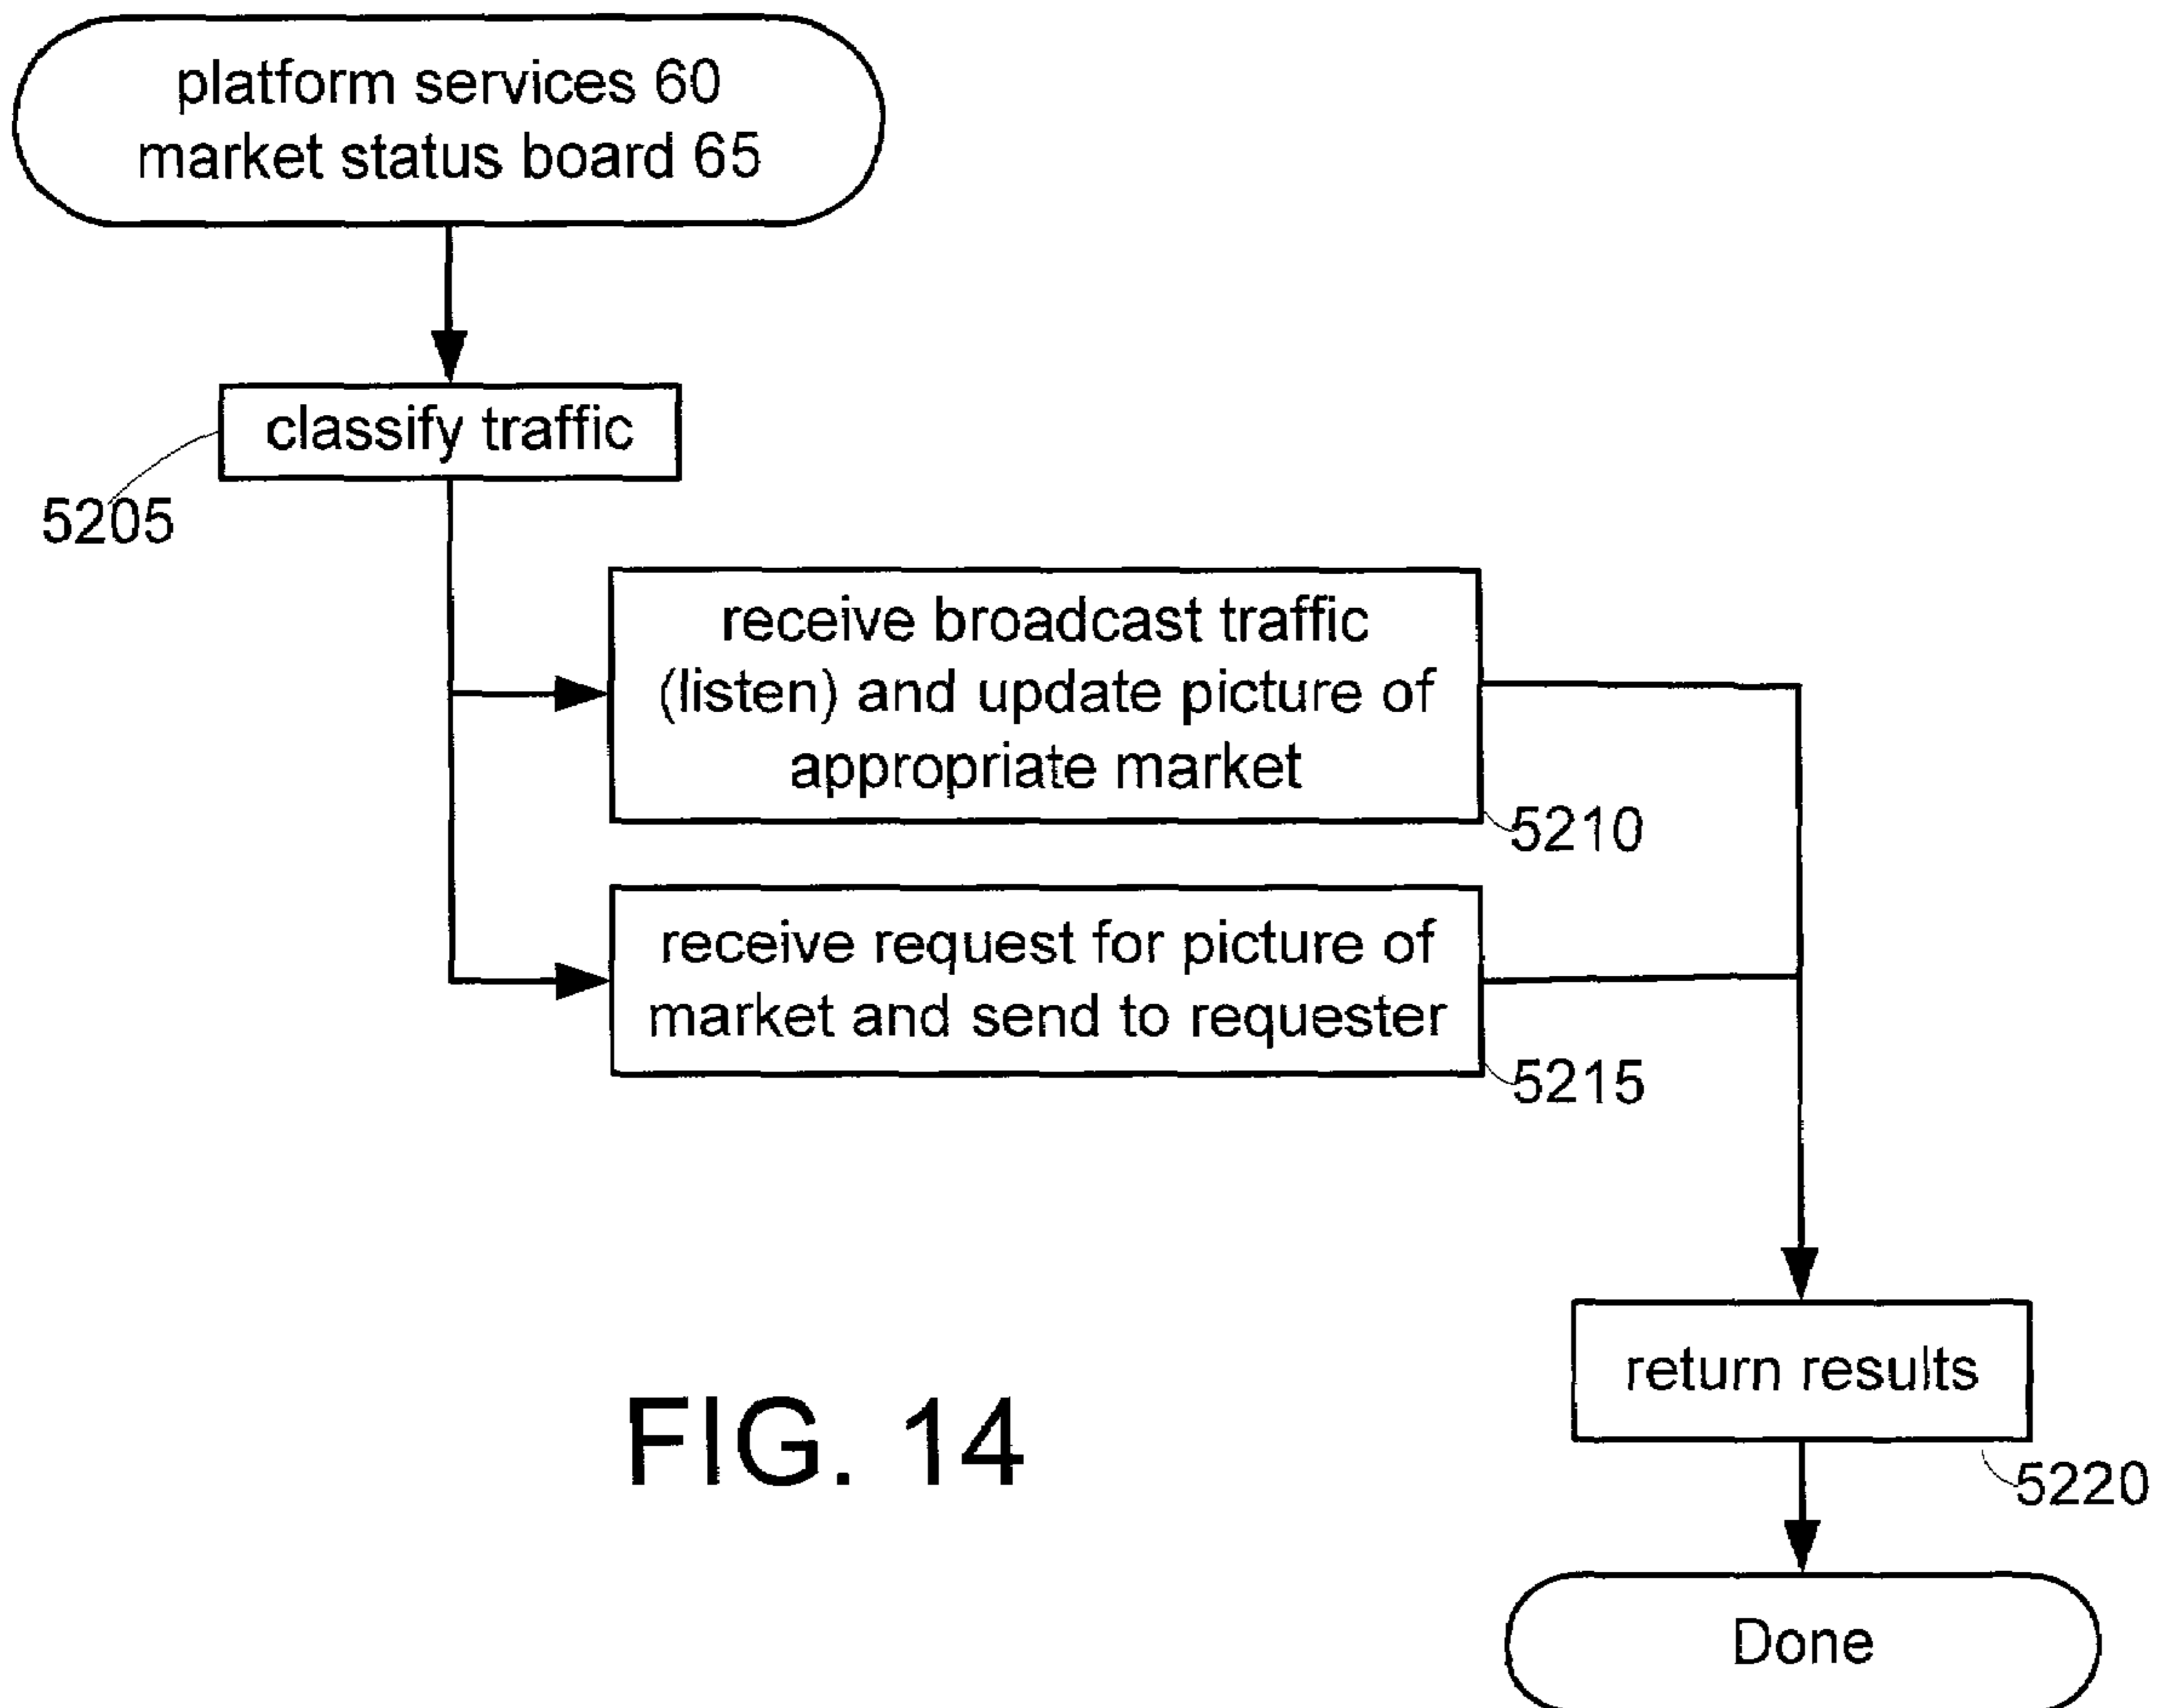 platform services 60
market status board 65
classify traffic
5205
receive broadcast traffic
(listen) and update picture of
appropriate market
5210
receive request for picture of
market and send to requester
5215
return results
5220
FIG. 14
Done